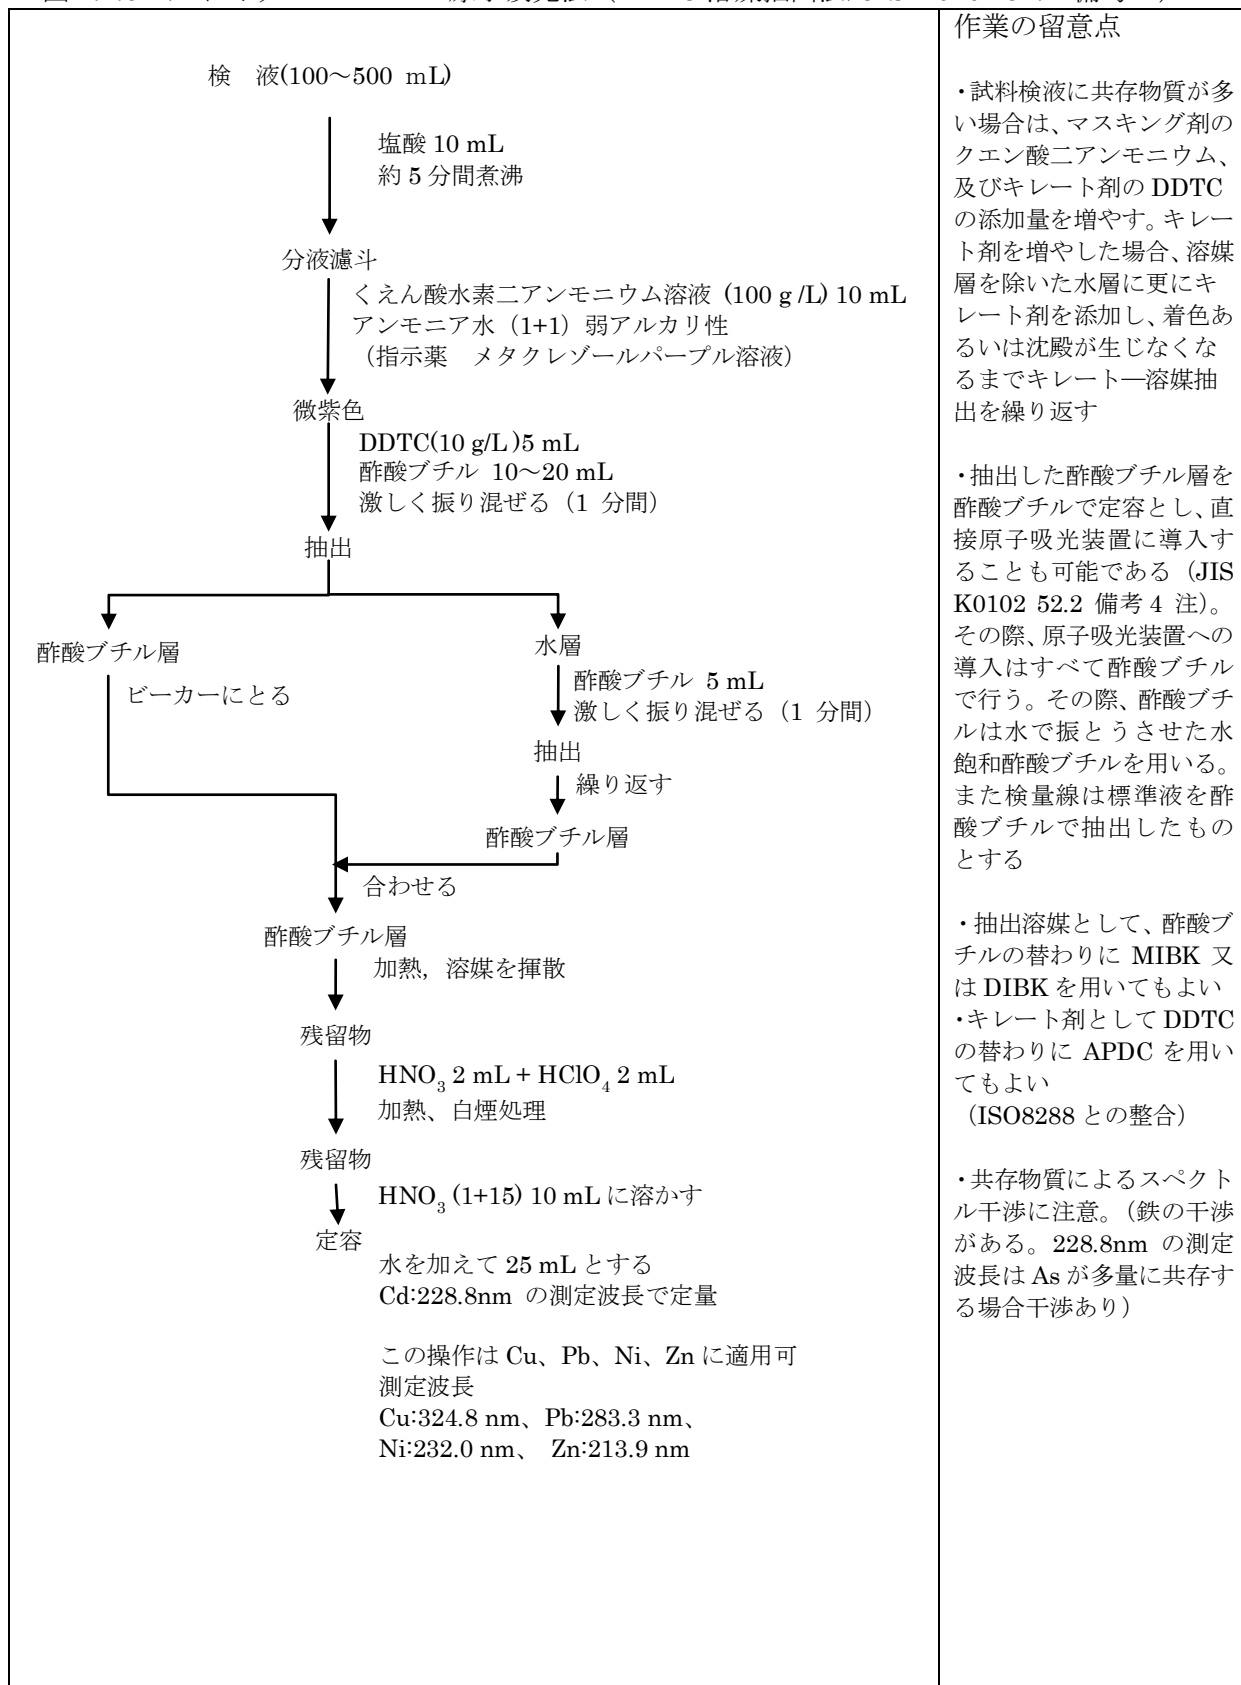 検　液(100～500 mL)
塩酸 10 mL
約 5 分間煮沸
分液濾斗
くえん酸水素二アンモニウム溶液 (100 g /L) 10 mL
アンモニア水（1+1）弱アルカリ性
（指示薬　メタクレゾールパープル溶液）
微紫色
DDTC(10 g/L )5 mL
酢酸ブチル 10～20 mL
激しく振り混ぜる（1 分間）
抽出
酢酸ブチル層
水層
ビーカーにとる
酢酸ブチル 5 mL
激しく振り混ぜる（1 分間）
抽出
繰り返す
酢酸ブチル層
合わせる
酢酸ブチル層
加熱，溶媒を揮散
残留物
HNO₃ 2 mL + HClO₄ 2 mL
加熱、白煙処理
残留物
HNO₃ (1+15) 10 mL に溶かす
定容
水を加えて 25 mL とする
Cd:228.8nm の測定波長で定量
この操作は Cu、Pb、Ni、Zn に適用可
測定波長
Cu:324.8 nm、Pb:283.3 nm、
Ni:232.0 nm、 Zn:213.9 nm
作業の留意点
・試料検液に共存物質が多
い場合は、マスキング剤の
クエン酸二アンモニウム、
及びキレート剤の DDTC
の添加量を増やす。キレー
ト剤を増やした場合、溶媒
層を除いた水層に更にキ
レート剤を添加し、着色あ
るいは沈殿が生じなくな
るまでキレート―溶媒抽
出を繰り返す
・抽出した酢酸ブチル層を
酢酸ブチルで定容とし、直
接原子吸光装置に導入す
ることも可能である（JIS
K0102 52.2 備考 4 注）。
その際、原子吸光装置への
導入はすべて酢酸ブチル
で行う。その際、酢酸ブチ
ルは水で振とうさせた水
飽和酢酸ブチルを用いる。
また検量線は標準液を酢
酸ブチルで抽出したもの
とする
・抽出溶媒として、酢酸ブ
チルの替わりに MIBK 又
は DIBK を用いてもよい
・キレート剤として DDTC
の替わりに APDC を用い
てもよい
（ISO8288 との整合）
・共存物質によるスペクト
ル干渉に注意。（鉄の干渉
がある。228.8nm の測定
波長は As が多量に共存す
る場合干渉あり）